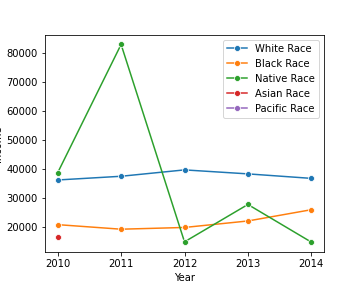 White Race
Black Race
Native Race
Asian Race
Pacific Race
80000
70000
60000
50000
40000
30000
20000
2010
2011
2012
2013
2014
Year